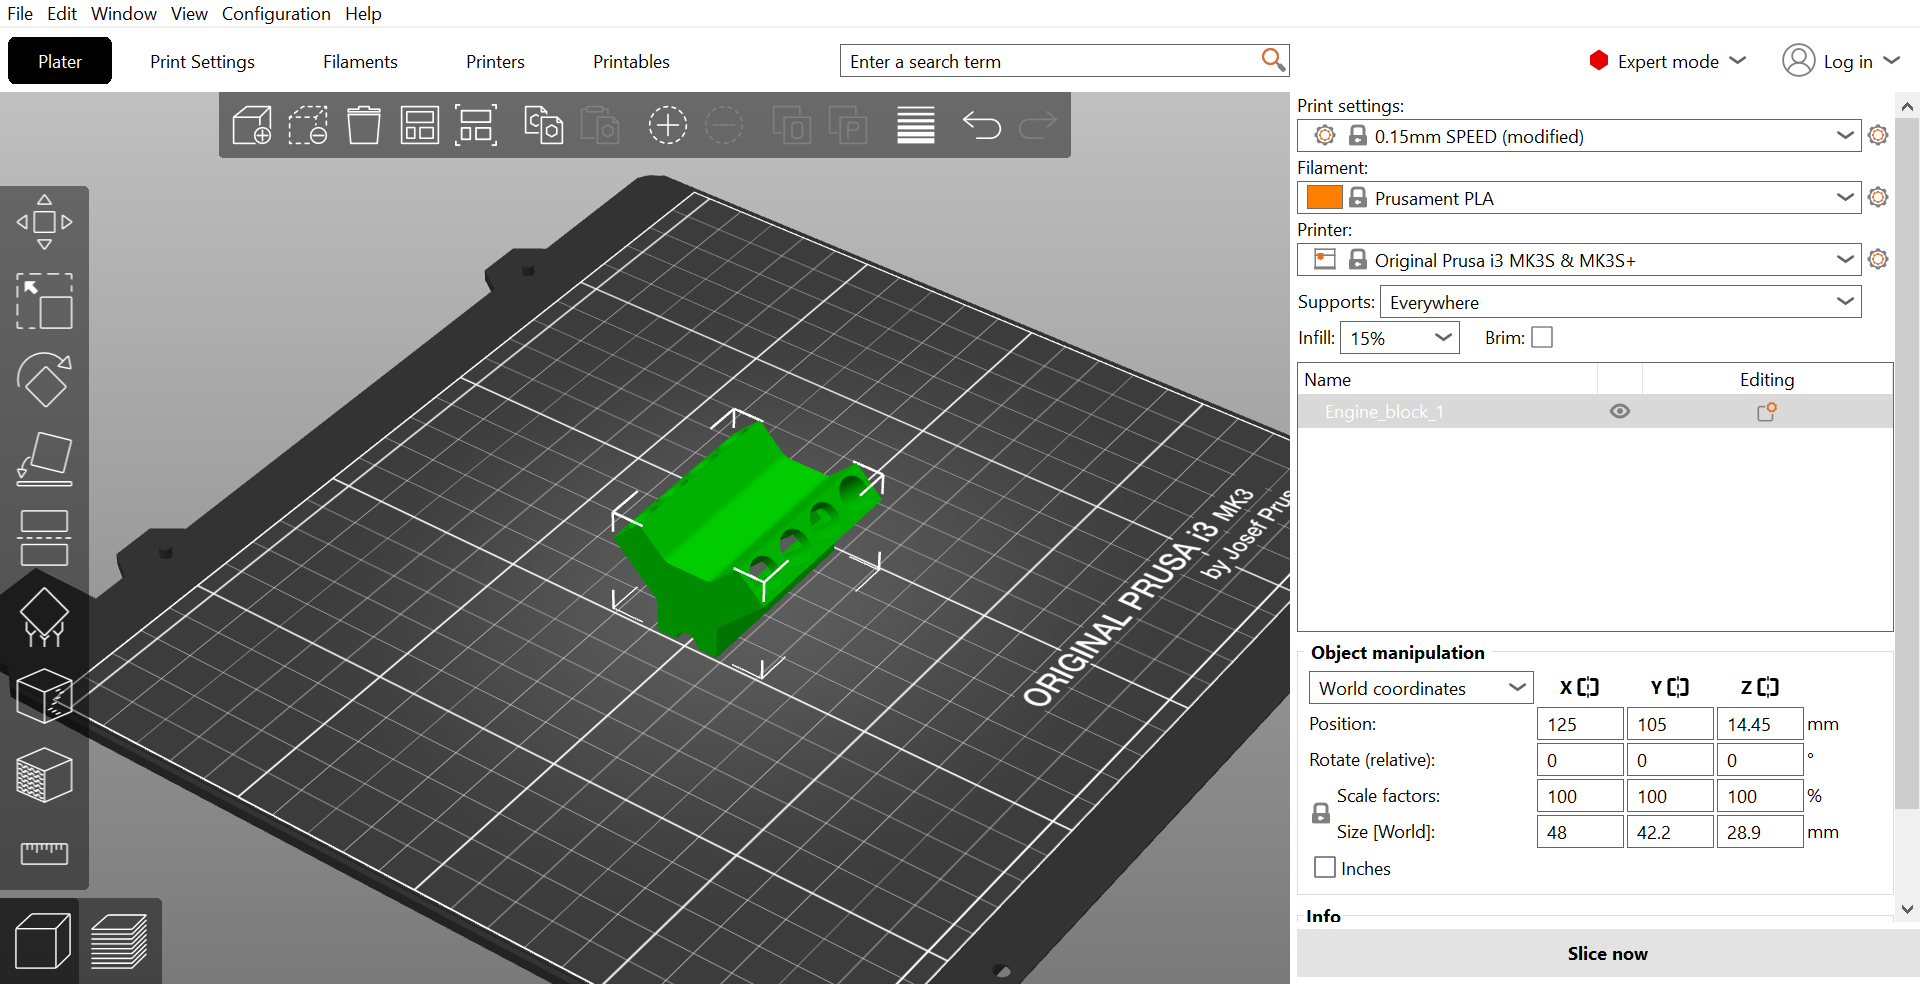 File Edit Window View Configuration Help
Plater Print Settings Filaments Printers Printables Enter a search term Expert mode Log in
Print settings:
0.15mm SPEED (modified)
Filament:
Prusament PLA
Printer:
Original Prusa i3 MK3S & MK3S+
Supports: Everywhere
Infill: 15% Brim:
Name Editing
Engine_block_1
ORIGINAL PRUSA i3 MK3
by Josef Prus
Object manipulation
World coordinates X Y Z
Position: 125 105 14.45 mm
Rotate (relative): 0 0 0 °
Scale factors: 100 100 100 %
Size [World]: 48 42.2 28.9 mm
Inches
Info
Slice now